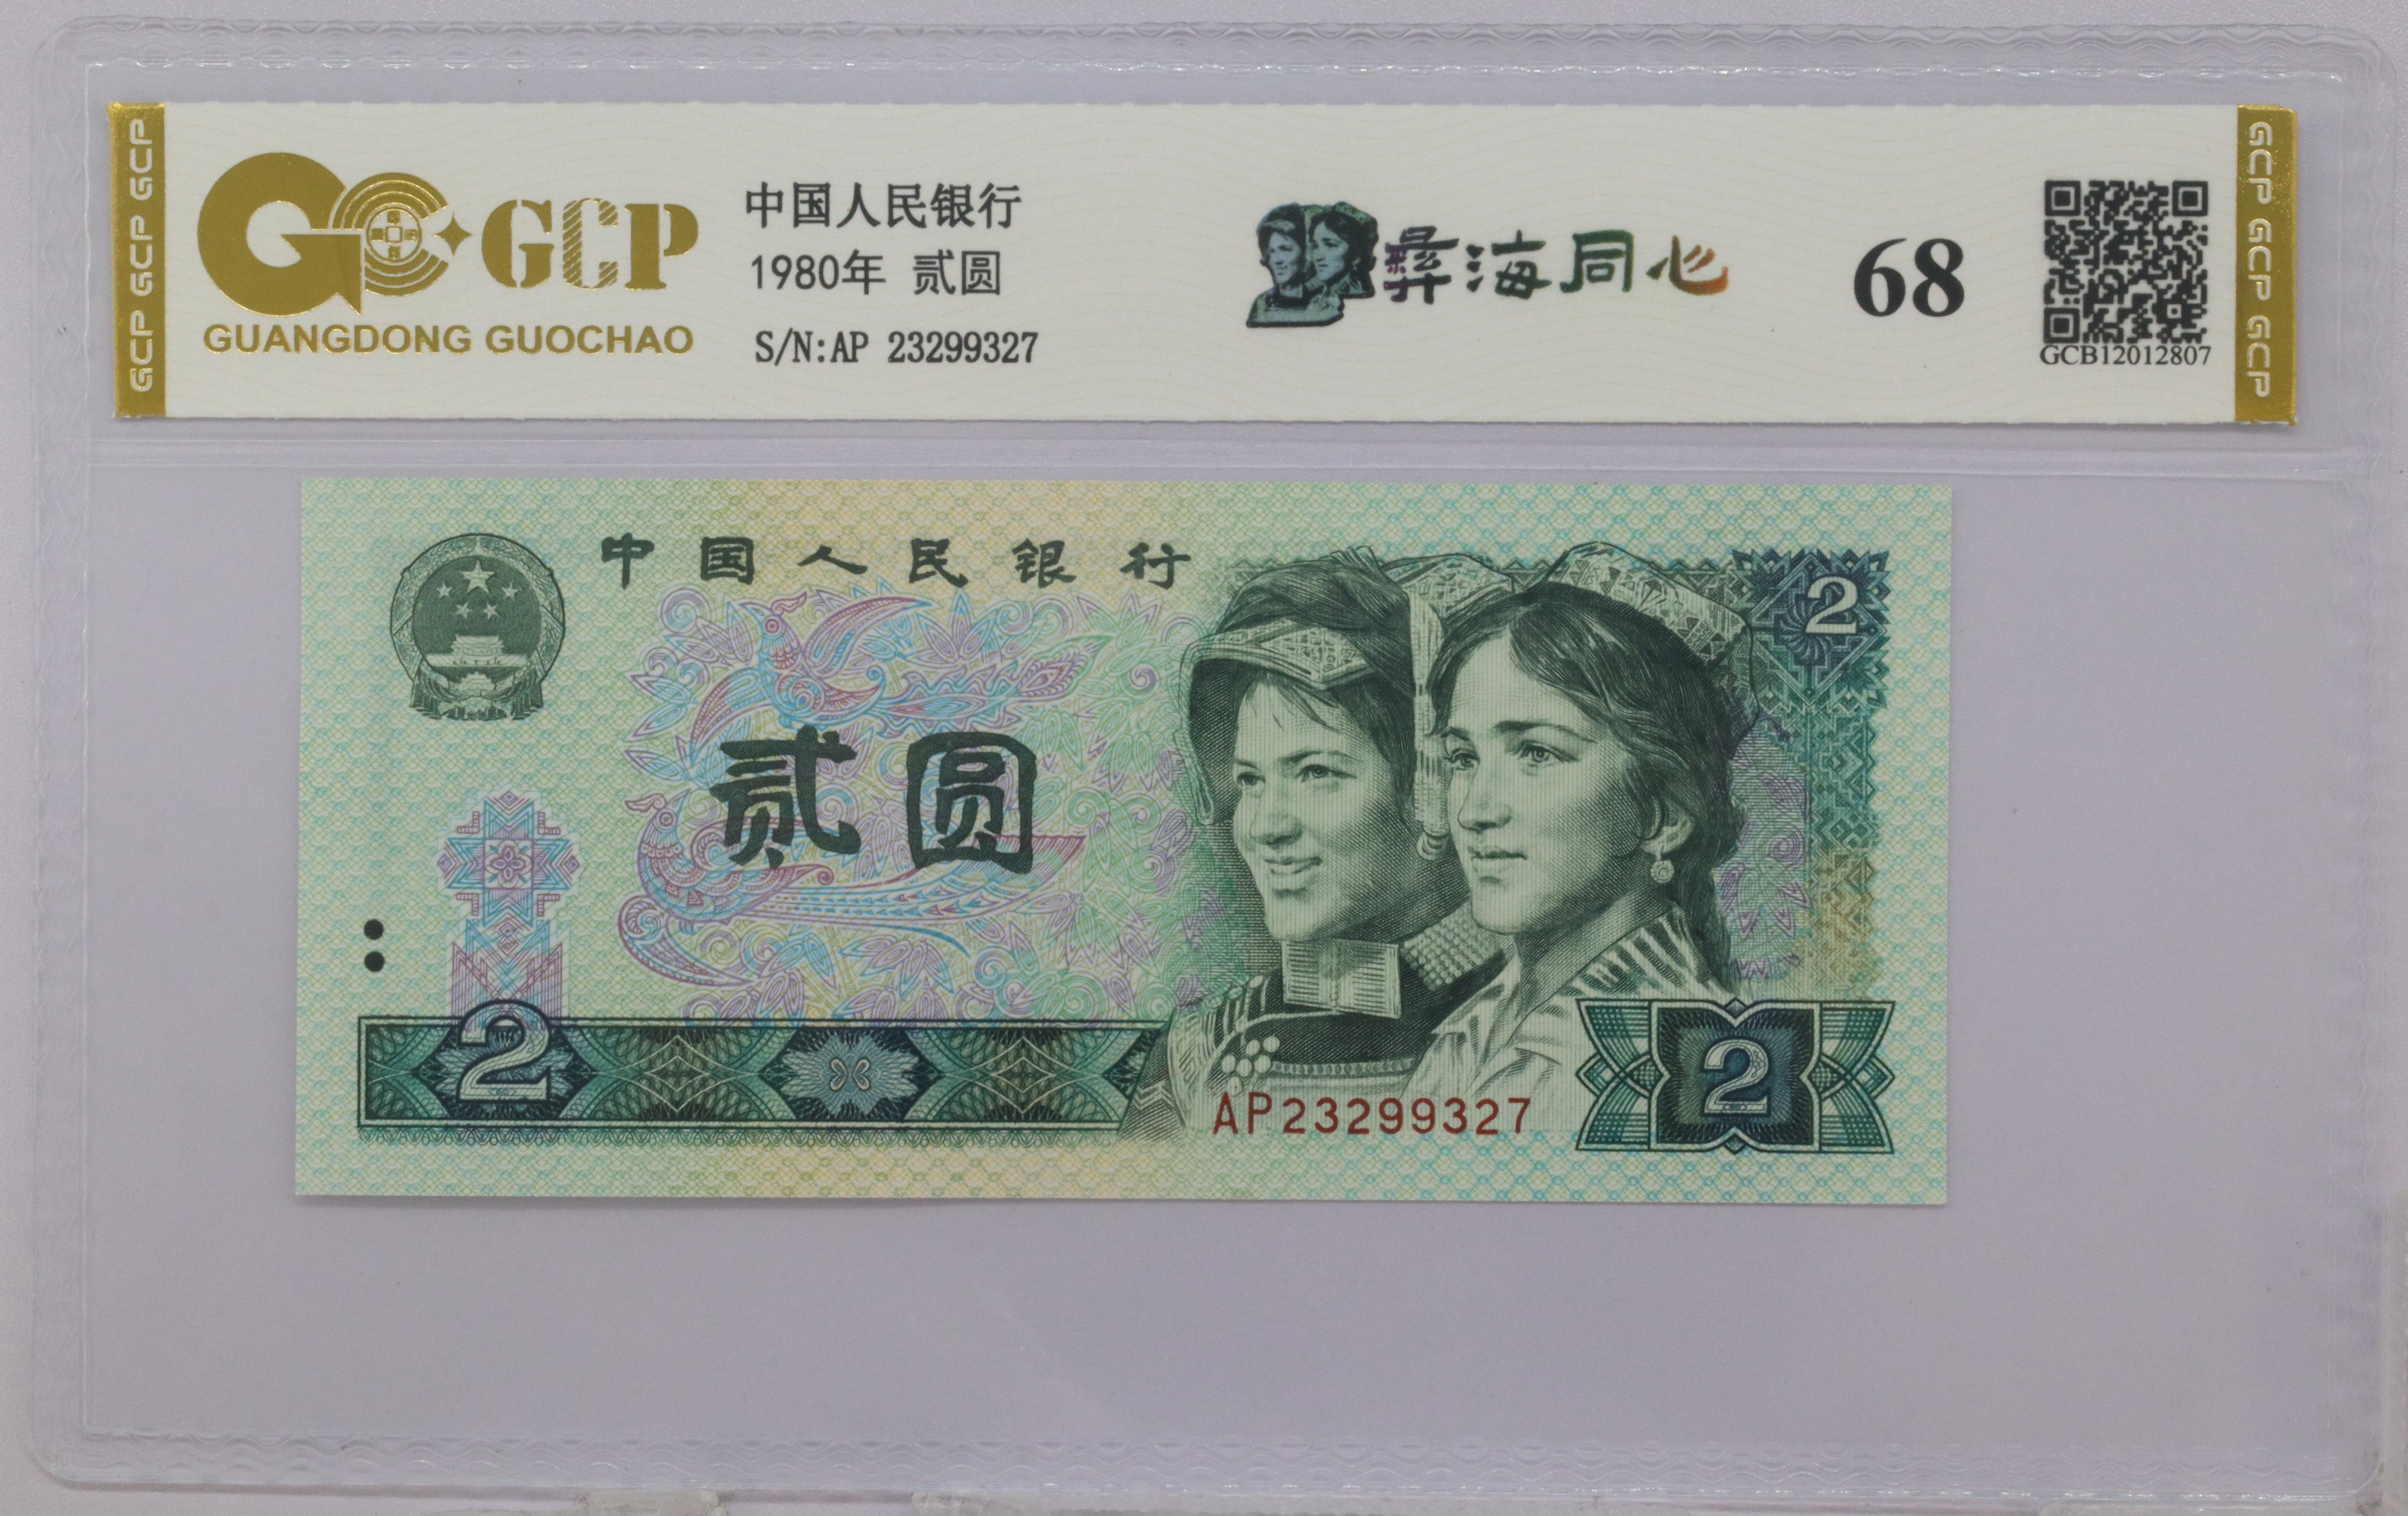 GCP GCP GCP
GCP
GUANGDONG GUOCHAO
中国人民银行
1980年 贰圆
S/N:AP 23299327
彝海同心
68
GCB12012807
GCP GCP GCP
中国人民银行
2
贰圆
2
AP23299327
2